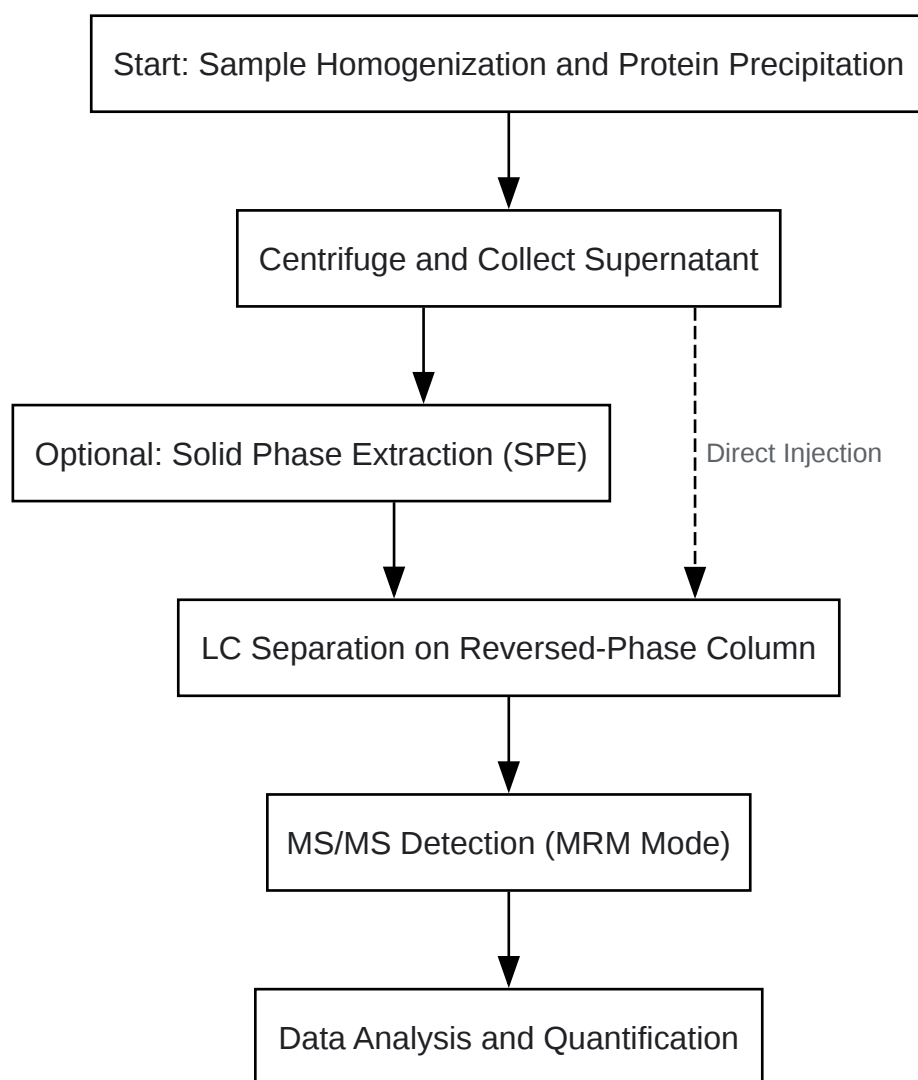 Start: Sample Homogenization and Protein Precipitation
Centrifuge and Collect Supernatant
Optional: Solid Phase Extraction (SPE)
Direct Injection
LC Separation on Reversed-Phase Column
MS/MS Detection (MRM Mode)
Data Analysis and Quantification